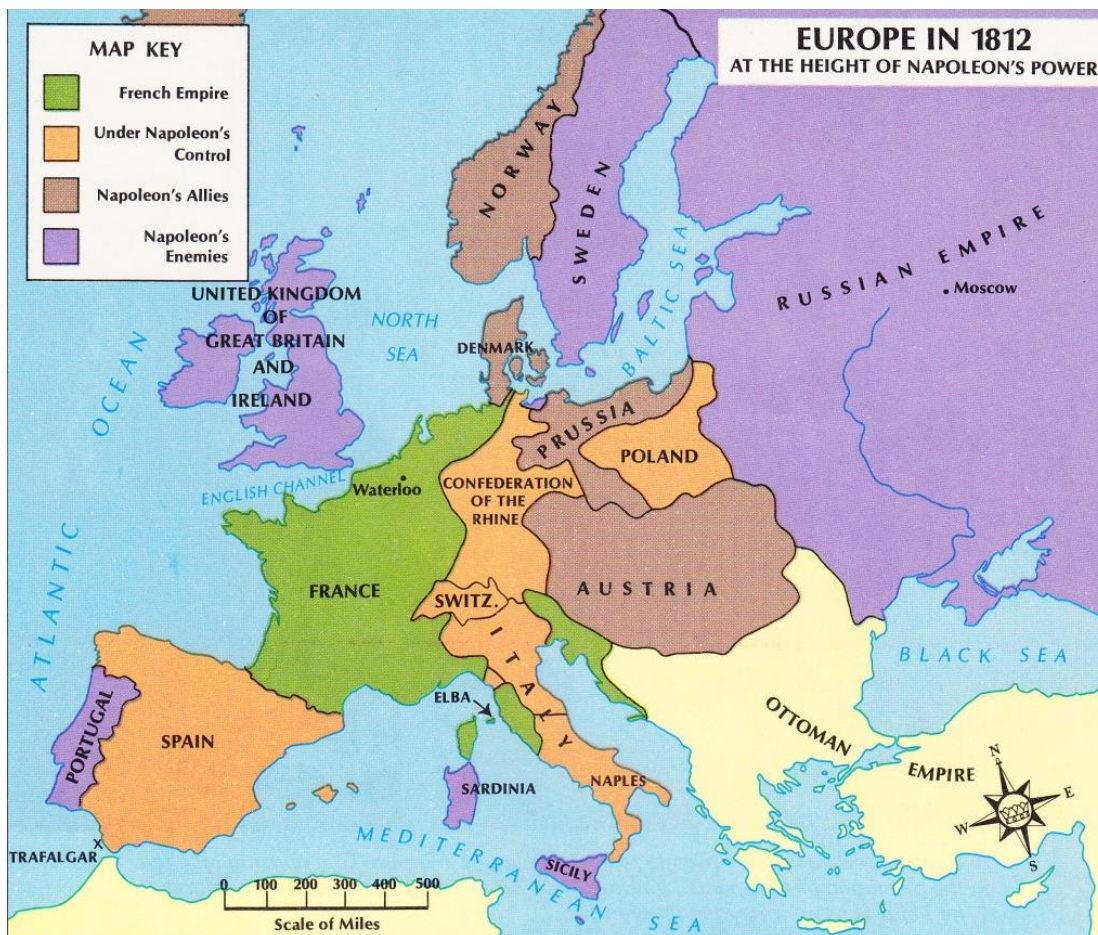 EUROPE IN 1812
AT THE HEIGHT OF NAPOLEON'S POWER
MAP KEY
French Empire
Under Napoleon's
Control
Napoleon's Allies
Napoleon's
Enemies
NORWAY
SWEDEN
RUSSIAN EMPIRE
Moscow
UNITED KINGDOM
OF
GREAT BRITAIN
AND
IRELAND
NORTH
SEA
DENMARK
BALTIC SEA
ATLANTIC OCEAN
PRUSSIA
POLAND
ENGLISH CHANNEL
Waterloo
CONFEDERATION
OF THE
RHINE
FRANCE
SWITZ.
AUSTRIA
ITALY
BLACK SEA
ELBA
PORTUGAL
SPAIN
OTTOMAN
EMPIRE
SARDINIA
NAPLES
N
E
W
S
MEDITERRANEAN SEA
X
TRAFALGAR
SICILY
0 100 200 300 400 500
Scale of Miles